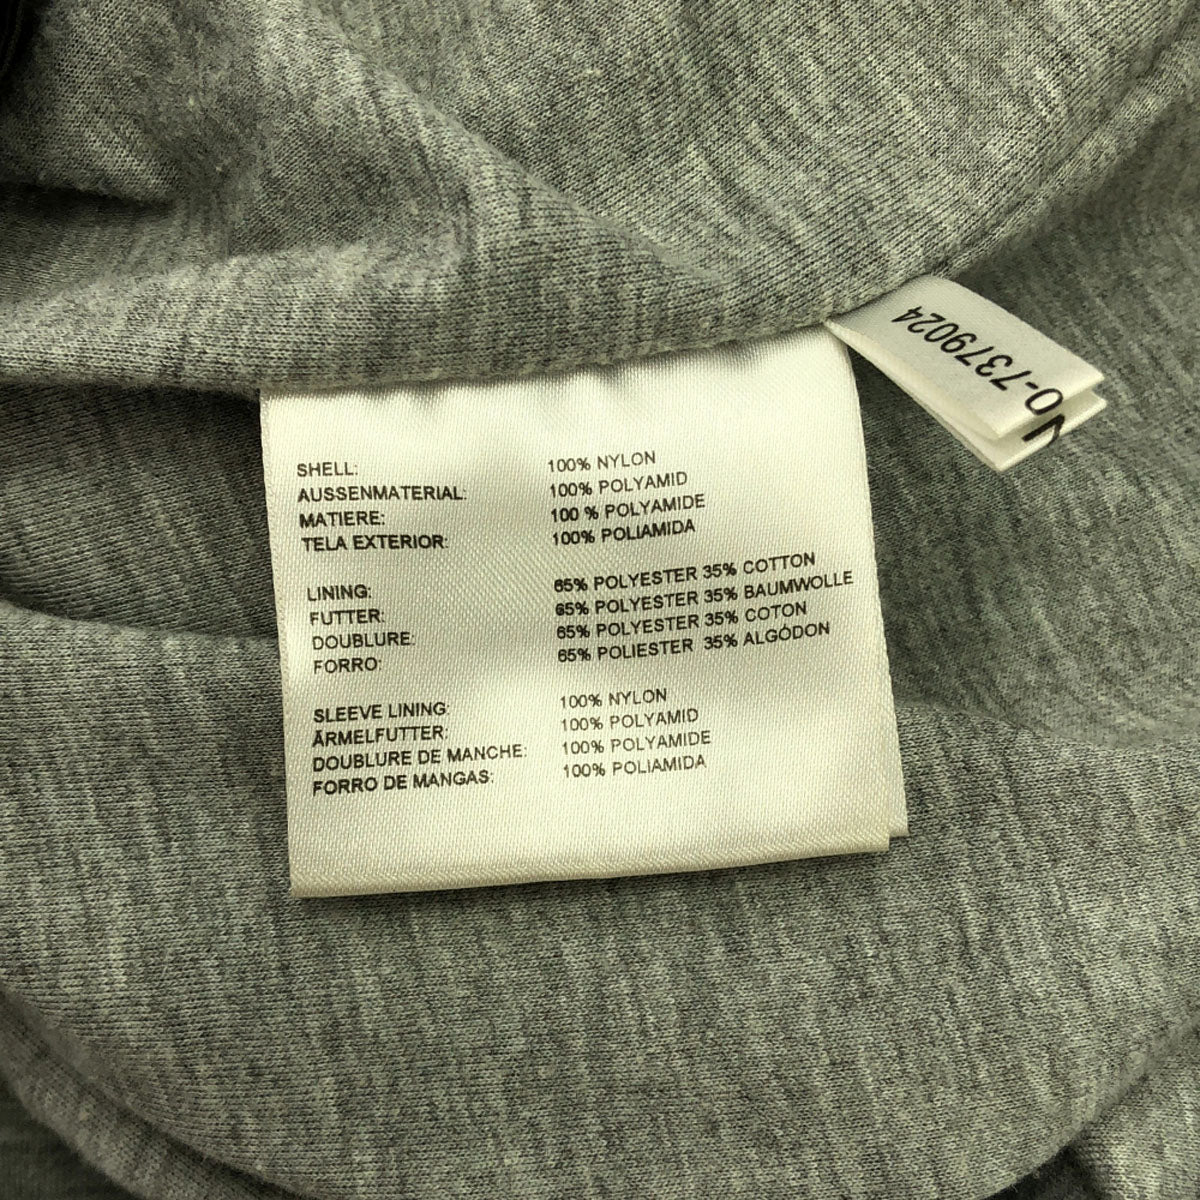 SHELL: 100% NYLON
AUSSENMATERIAL: 100% POLYAMID
MATIERE: 100 % POLYAMIDE
TELA EXTERIOR: 100% POLIAMIDA
LINING: 65% POLYESTER 35% COTTON
FUTTER: 65% POLYESTER 35% BAUMWOLLE
DOUBLURE: 65% POLYESTER 35% COTON
FORRO: 65% POLIESTER 35% ALGÓDON
SLEEVE LINING: 100% NYLON
ÄRMELFUTTER: 100% POLYAMID
DOUBLURE DE MANCHE: 100% POLYAMIDE
FORRO DE MANGAS: 100% POLIAMIDA
No-7379024